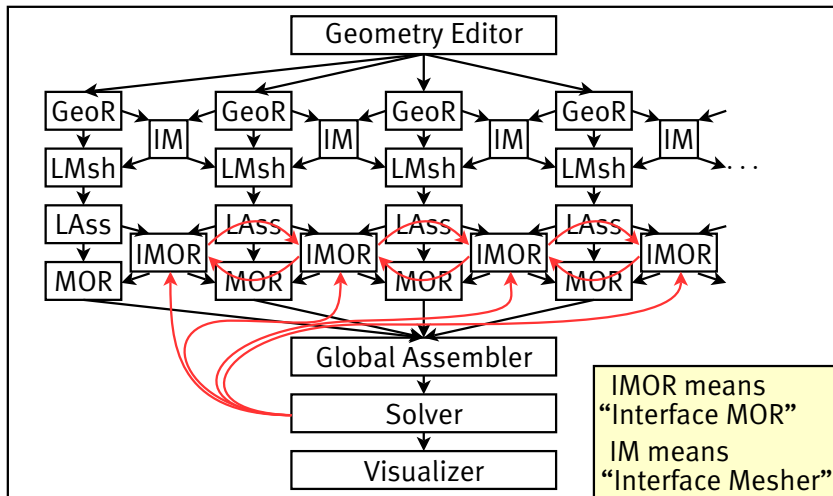 Geometry Editor
GeoR GeoR GeoR GeoR
IM IM IM IM
LMsh LMsh LMsh LMsh ...
LAss LAss LAss LAss
IMOR IMOR IMOR IMOR
MOR MOR MOR MOR
Global Assembler
Solver
Visualizer
IMOR means
“Interface MOR”
IM means
“Interface Mesher”